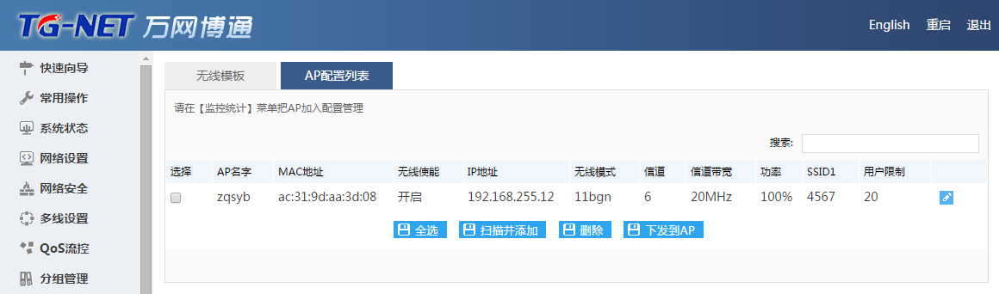 TG-NET 万网博通
English 重启 退出
快速向导
常用操作
系统状态
网络设置
网络安全
多线设置
QoS流控
分组管理
无线模板 AP配置列表
请在【监控统计】菜单把AP加入配置管理
搜索:
选择 AP名字 MAC地址 无线使能 IP地址 无线模式 信道 信道带宽 功率 SSID1 用户限制
zqsyb ac:31:9d:aa:3d:08 开启 192.168.255.12 11bgn 6 20MHz 100% 4567 20
全选 扫描并添加 删除 下发到AP